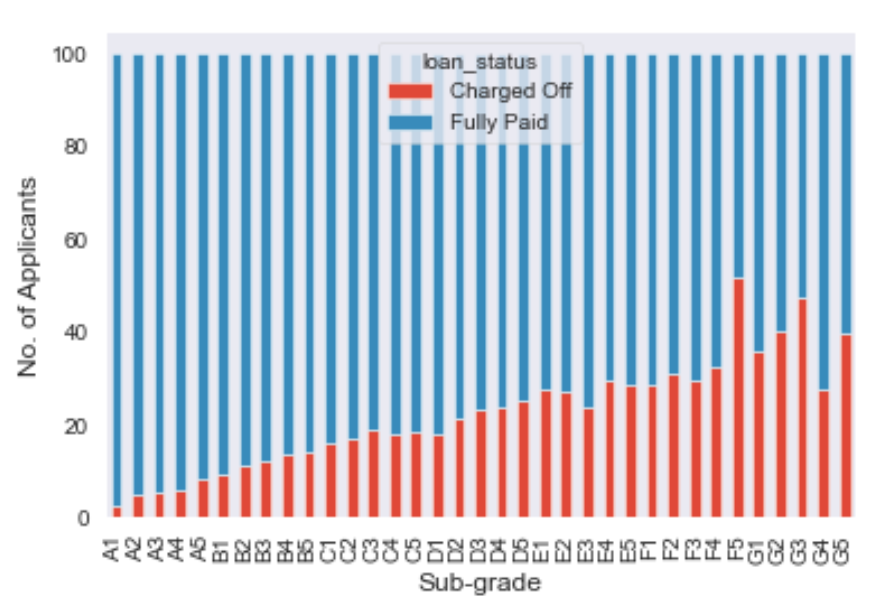 100
80
60
40
20
0
No. of Applicants
loan_status
Charged Off
Fully Paid
A1 A2 A3 A4 A5 B1 B2 B3 B4 B5 C1 C2 C3 C4 C5 D1 D2 D3 D4 D5 E1 E2 E3 E4 E5 F1 F2 F3 F4 F5 G1 G2 G3 G4 G5
Sub-grade